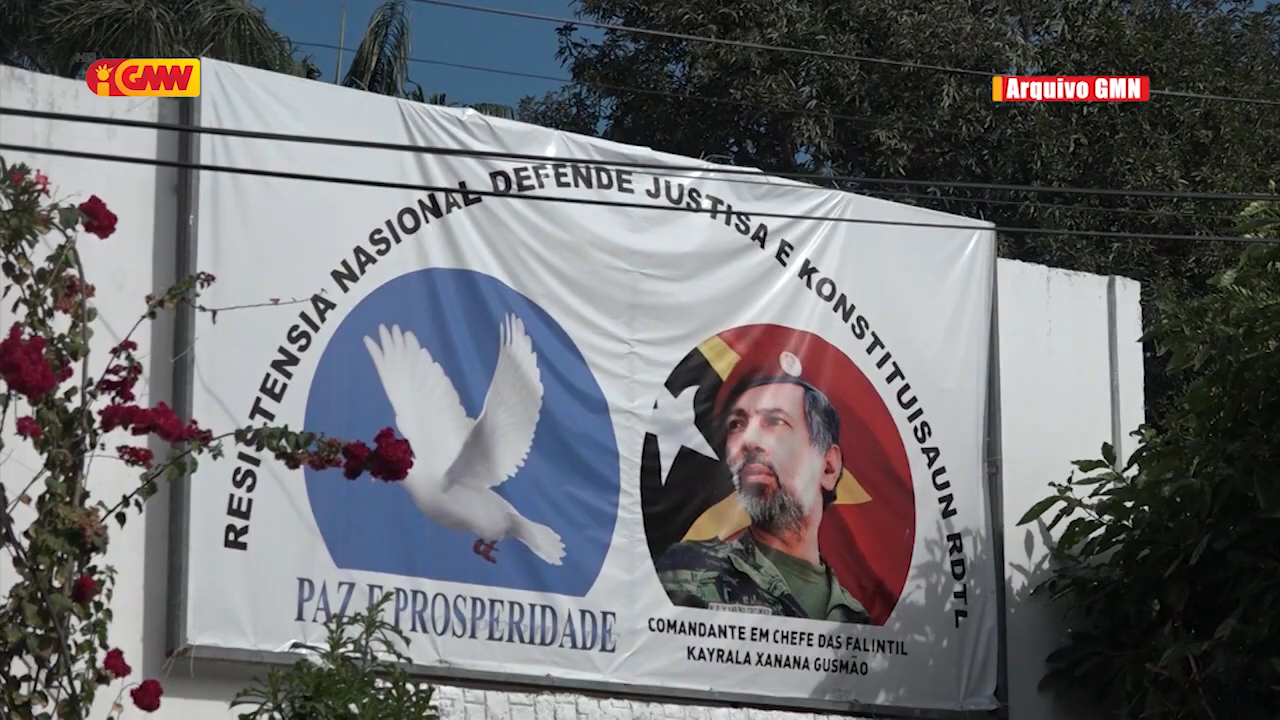 GMN
Arquivo GMN
RESISTENSIA NASIONAL DEFENDE JUSTISA E KONSTITUISAUN RDTL
PAZ E PROSPERIDADE
COMANDANTE EM CHEFE DAS FALINTIL
KAYRALA XANANA GUSMÃO